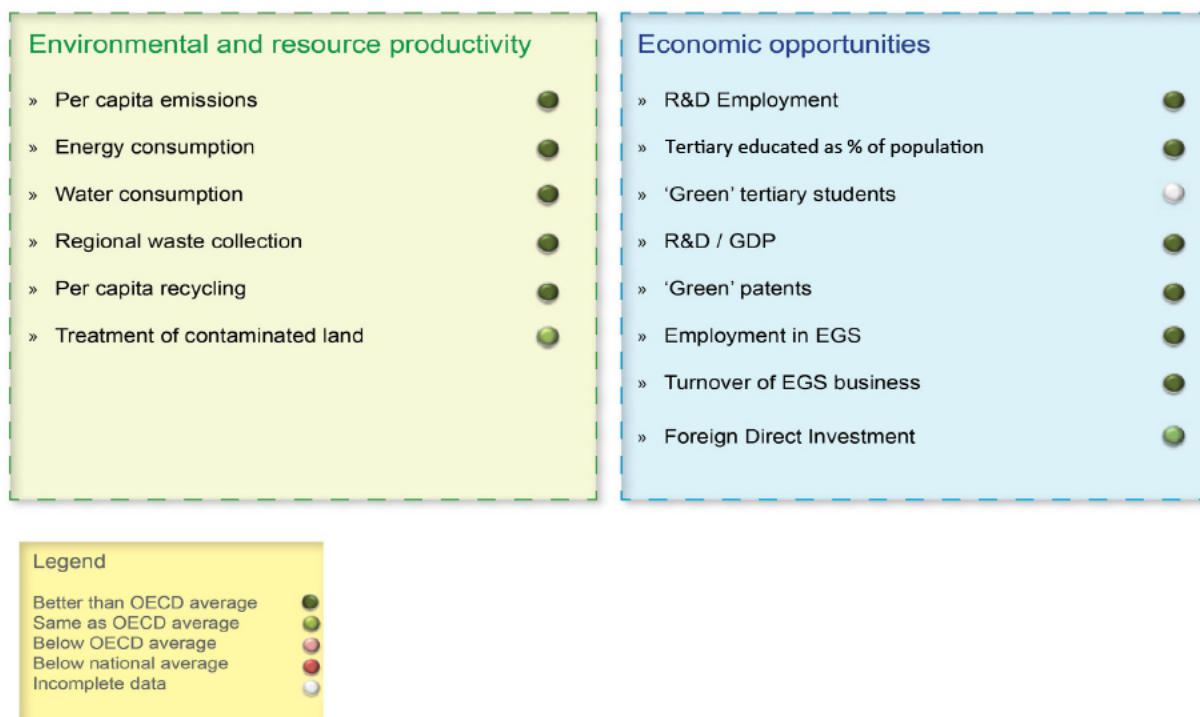 Environmental and resource productivity
» Per capita emissions
» Energy consumption
» Water consumption
» Regional waste collection
» Per capita recycling
» Treatment of contaminated land
Economic opportunities
» R&D Employment
» Tertiary educated as % of population
» ‘Green’ tertiary students
» R&D / GDP
» ‘Green’ patents
» Employment in EGS
» Turnover of EGS business
» Foreign Direct Investment
Legend
Better than OECD average
Same as OECD average
Below OECD average
Below national average
Incomplete data